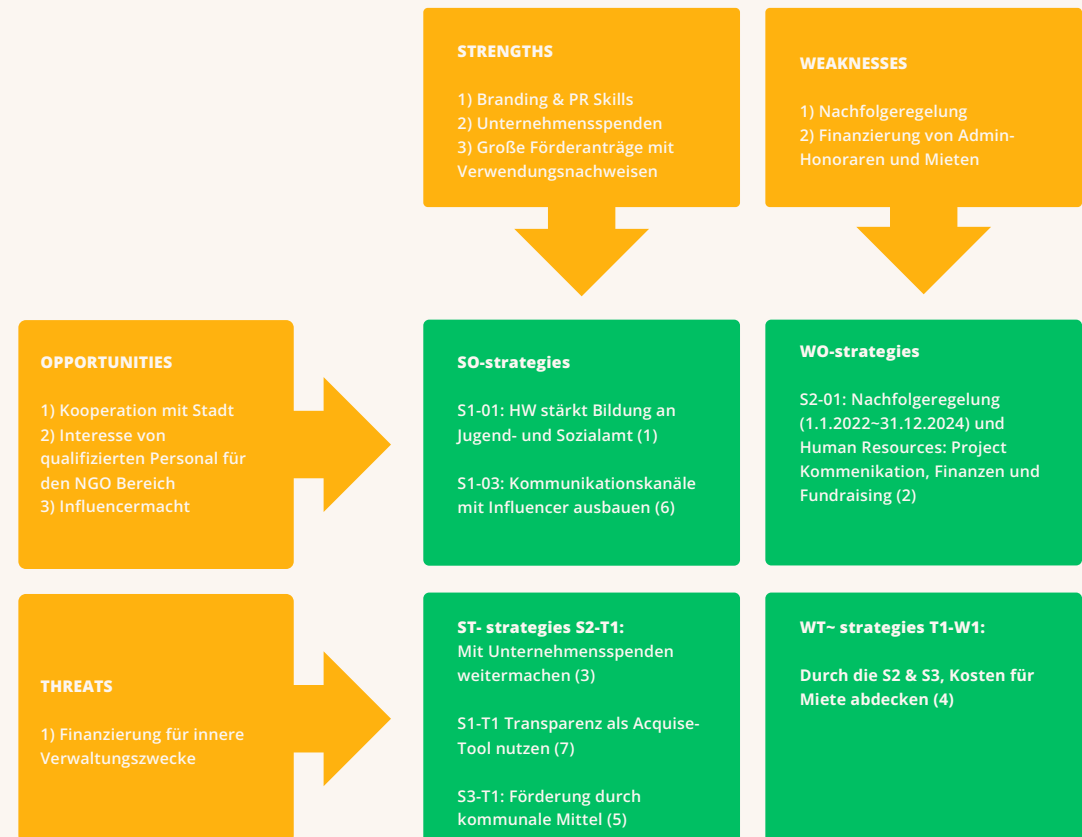 STRENGTHS
1) Branding & PR Skills
2) Unternehmensspenden
3) Große Förderanträge mit
Verwendungsnachweisen
WEAKNESSES
1) Nachfolgeregelung
2) Finanzierung von Admin-
Honoraren und Mieten
OPPORTUNITIES
1) Kooperation mit Stadt
2) Interesse von
qualifizierten Personal für
den NGO Bereich
3) Influencermacht
SO-strategies
S1-01: HW stärkt Bildung an
Jugend- und Sozialamt (1)
S1-03: Kommunikationskanäle
mit Influencer ausbauen (6)
WO-strategies
S2-01: Nachfolgeregelung
(1.1.2022~31.12.2024) und
Human Resources: Project
Kommenikation, Finanzen und
Fundraising (2)
THREATS
1) Finanzierung für innere
Verwaltungszwecke
ST- strategies S2-T1:
Mit Unternehmensspenden
weitermachen (3)
S1-T1 Transparenz als Acquise-
Tool nutzen (7)
S3-T1: Förderung durch
kommunale Mittel (5)
WT~ strategies T1-W1:
Durch die S2 & S3, Kosten für
Miete abdecken (4)